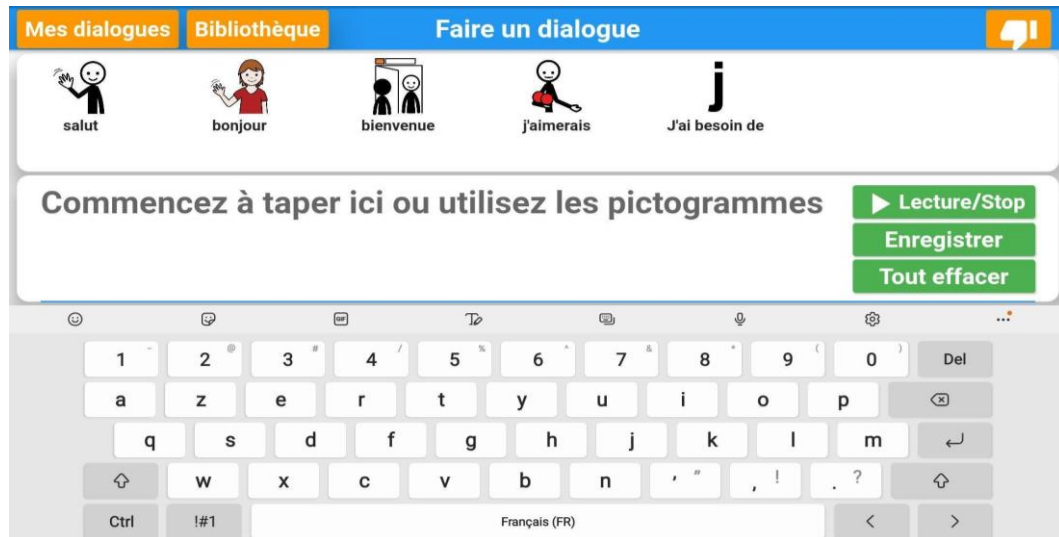 Mes dialogues Bibliothèque Faire un dialogue
j
salut bonjour bienvenue j'aimerais J'ai besoin de
Commencez à taper ici ou utilisez les pictogrammes
Lecture/Stop
Enregistrer
Tout effacer
GIF
1 - 2 @ 3 # 4 / 5 % 6 ^ 7 & 8 * 9 ( 0 ) Del
a z e r t y u i o p
q s d f g h j k l m
w x c v b n ' " , ! . ?
Ctrl !#1 Français (FR) < >